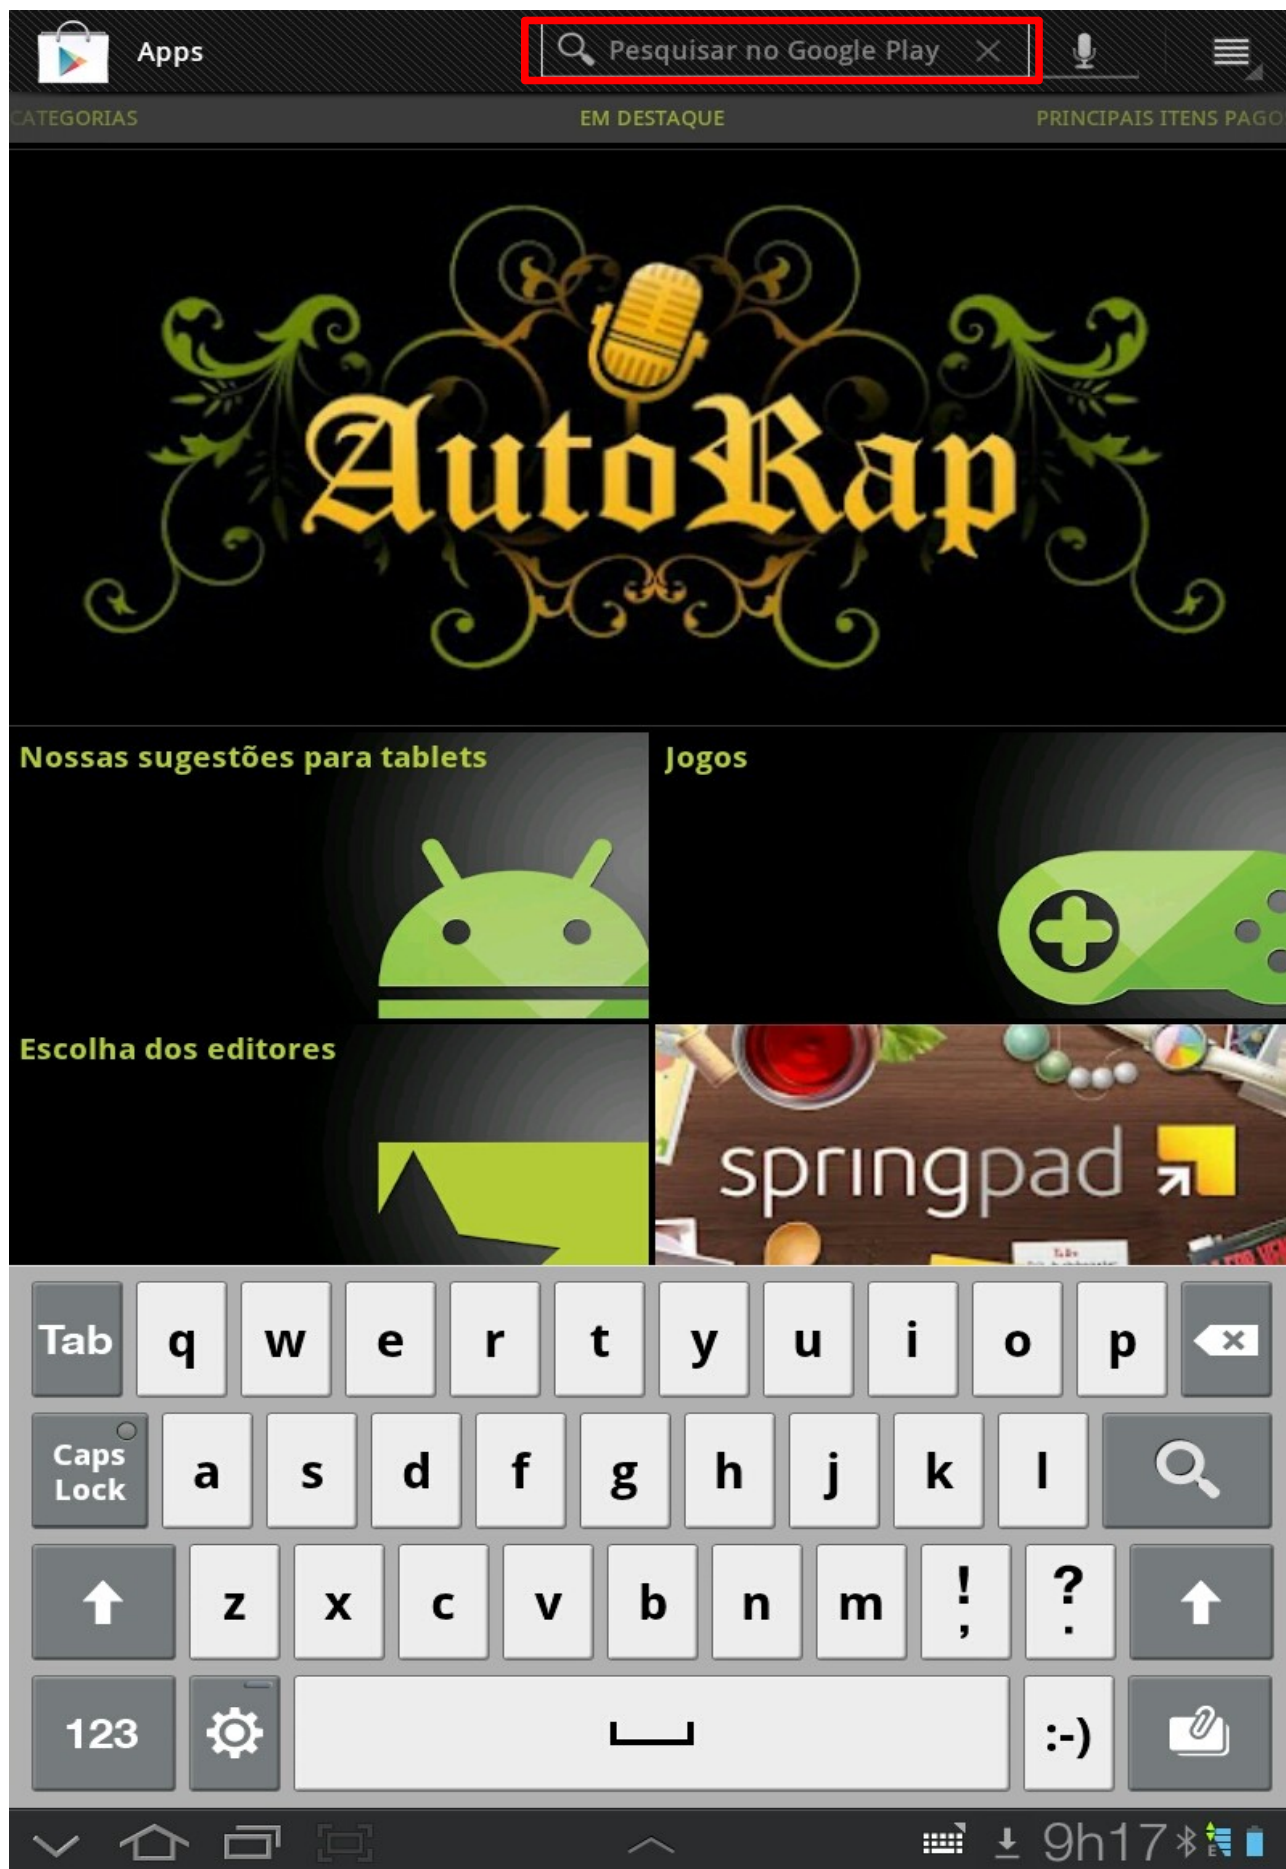 Apps
Pesquisar no Google Play
CATEGORIAS
EM DESTAQUE
PRINCIPAIS ITENS PAGO
AutoRap
Nossas sugestões para tablets
Jogos
Escolha dos editores
springpad
Tab q w e r t y u i o p
Caps Lock a s d f g h j k l
z x c v b n m ! , ? .
123 :-)
9h17